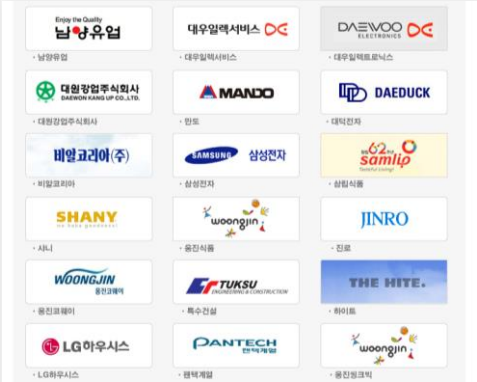 Enjoy the Quality
남양유업
대우일렉서비스
DAEWOO
ELECTRONICS
· 남양유업
· 대우일렉서비스
· 대우일렉트로닉스
대원강업주식회사
DAEWON KANG UP CO.,LTD.
MANDO
DAEDUCK
· 대원강업주식회사
· 만도
· 대덕전자
비알코리아(주)
SAMSUNG 삼성전자
62
samlip
· 비알코리아
· 삼성전자
· 삼립식품
SHANY
woongjin
JINRO
· 샤니
· 웅진식품
· 진로
WOONGJIN
웅진코웨이
TUKSU
ENGINEERING & CONSTRUCTION
THE HITE.
· 웅진코웨이
· 특수건설
· 하이트
LG하우시스
PANTECH
팬택계열
woongjin
· LG하우시스
· 팬택계열
· 웅진씽크빅